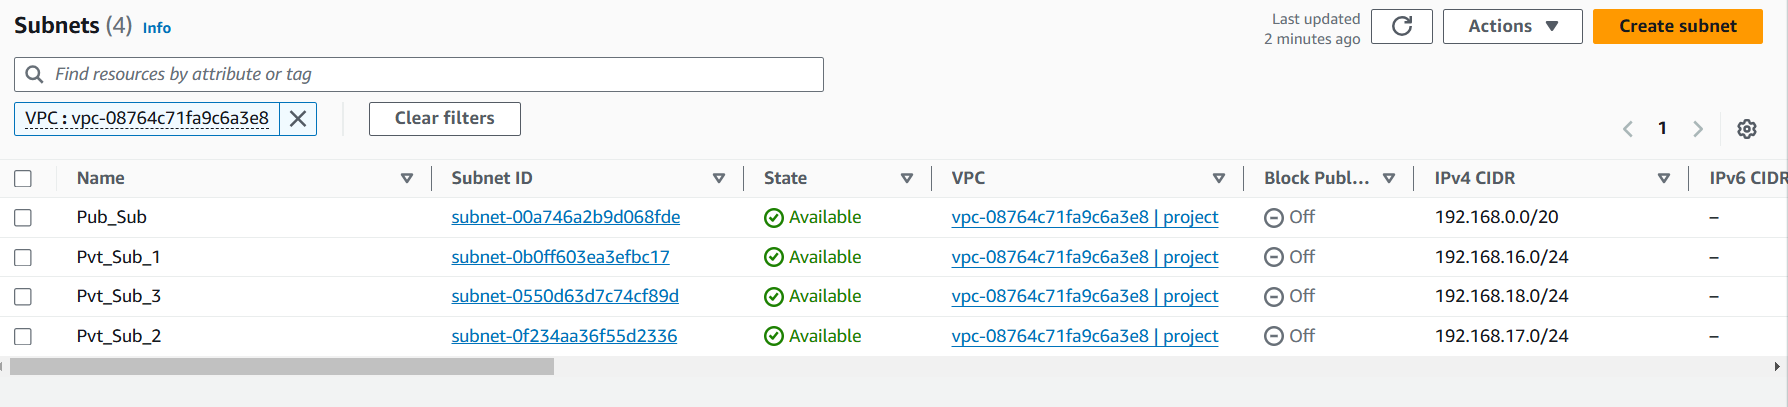 Subnets (4) Info
Last updated
2 minutes ago
Actions
Create subnet
Find resources by attribute or tag
VPC : vpc-08764c71fa9c6a3e8
Clear filters
1
Name Subnet ID State VPC Block Publ... IPv4 CIDR IPv6 CIDR
Pub_Sub subnet-00a746a2b9d068fde Available vpc-08764c71fa9c6a3e8 | project Off 192.168.0.0/20 –
Pvt_Sub_1 subnet-0b0ff603ea3efbc17 Available vpc-08764c71fa9c6a3e8 | project Off 192.168.16.0/24 –
Pvt_Sub_3 subnet-0550d63d7c74cf89d Available vpc-08764c71fa9c6a3e8 | project Off 192.168.18.0/24 –
Pvt_Sub_2 subnet-0f234aa36f55d2336 Available vpc-08764c71fa9c6a3e8 | project Off 192.168.17.0/24 –